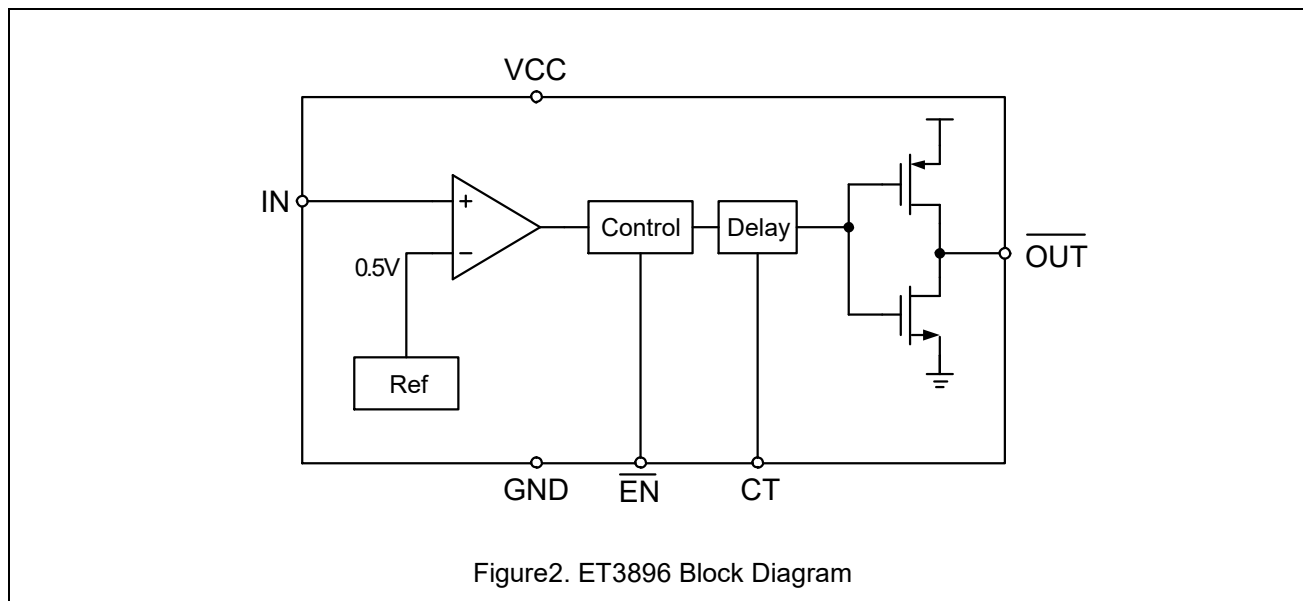 VCC
IN
+
Control
Delay
OUT
0.5V
−
Ref
GND
EN
CT
Figure2. ET3896 Block Diagram